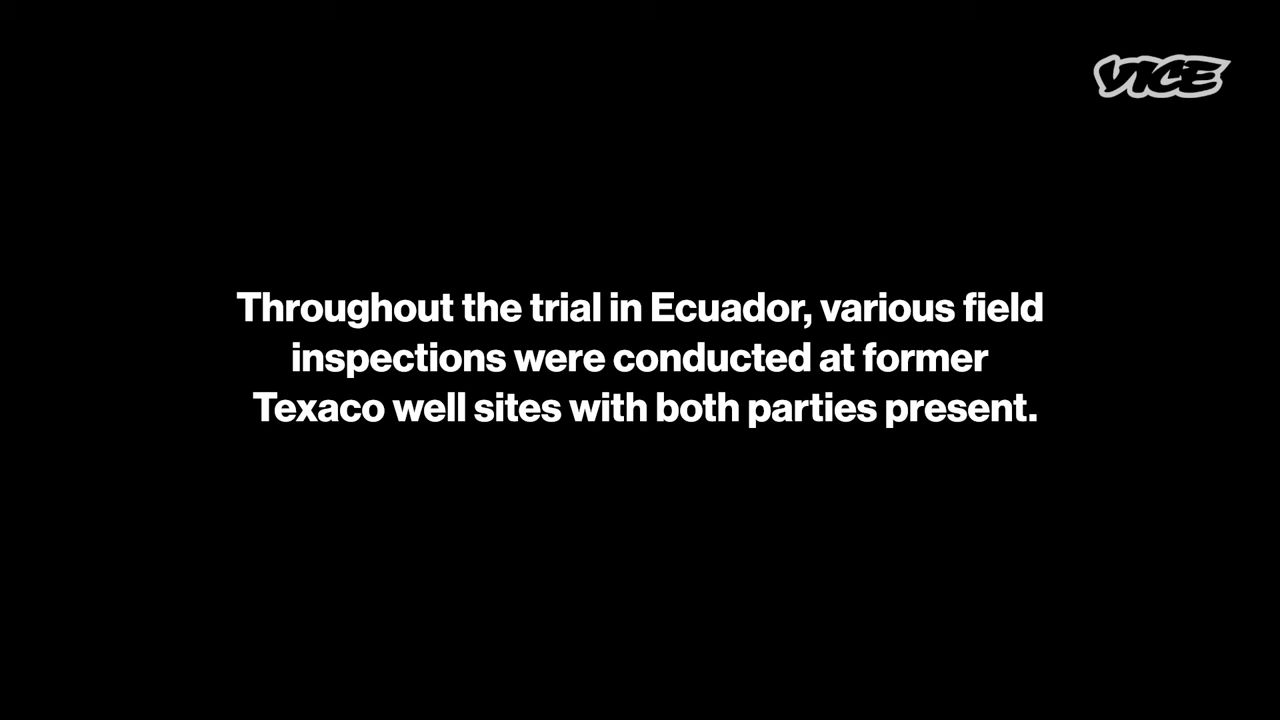 VICE
Throughout the trial in Ecuador, various field
inspections were conducted at former
Texaco well sites with both parties present.